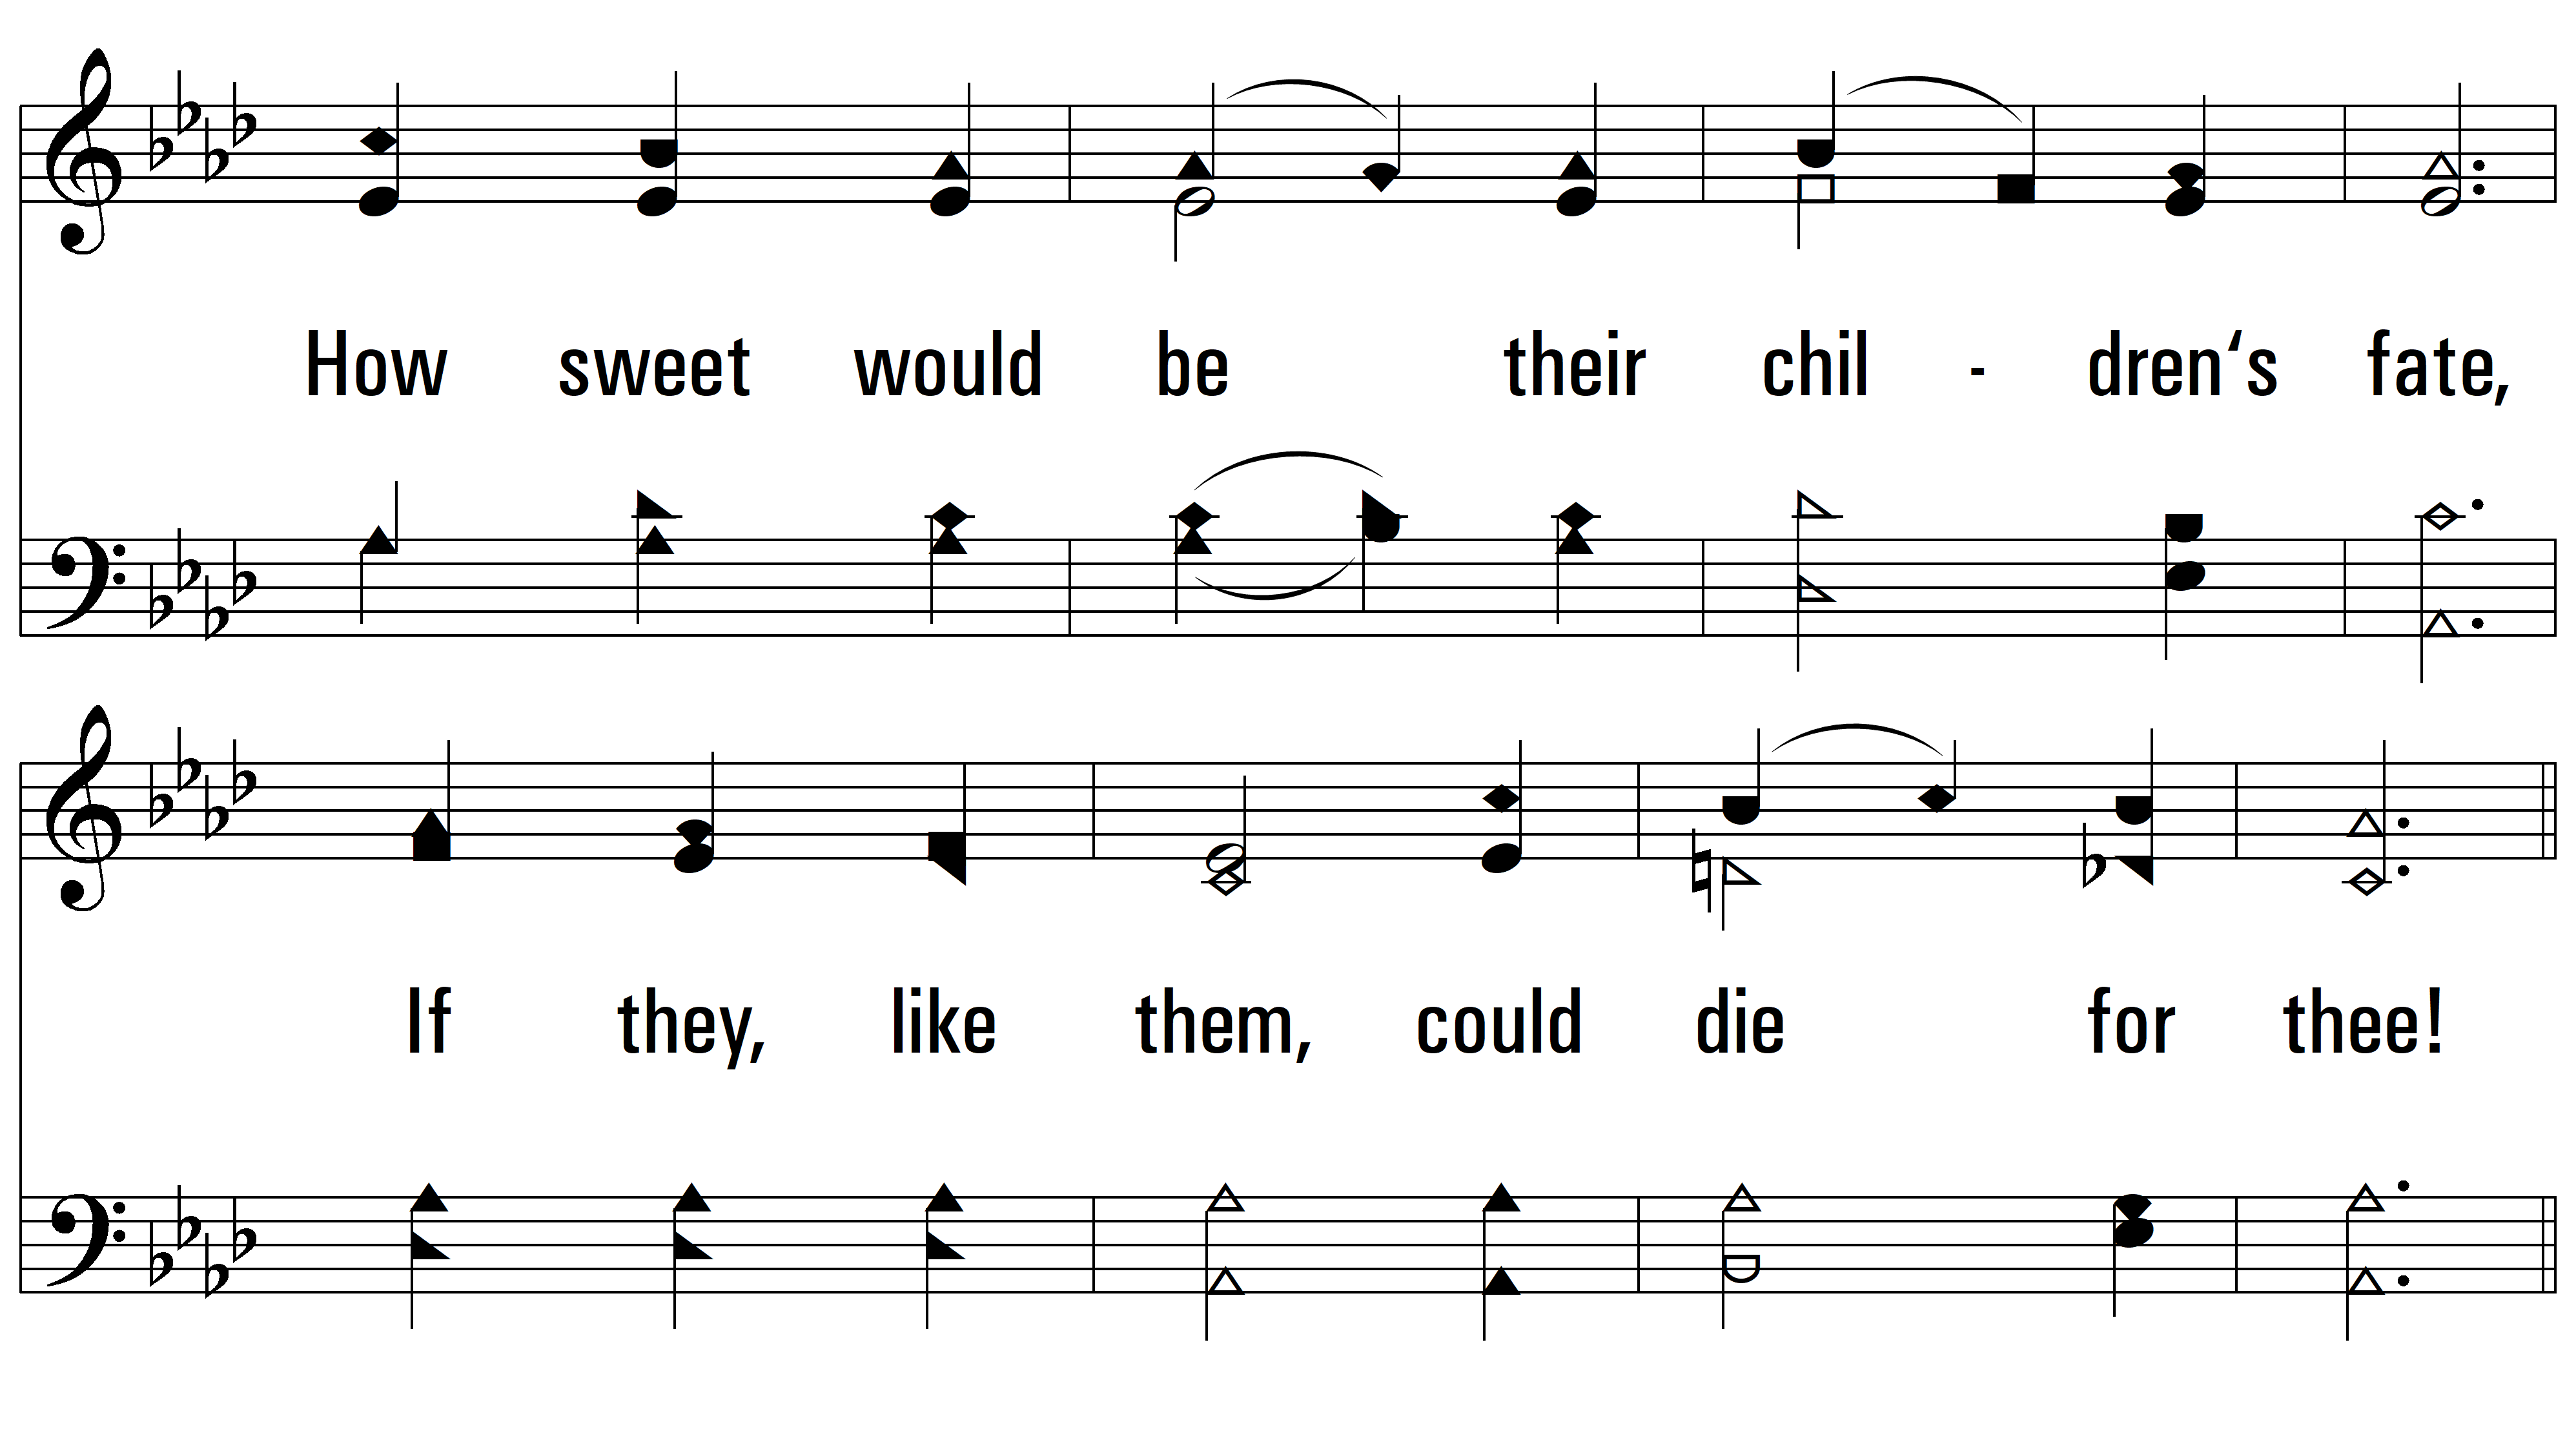 How sweet would be their chil - dren‘s fate,
If they, like them, could die for thee!